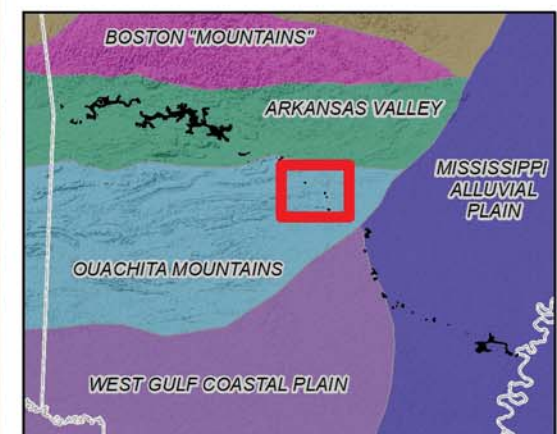 BOSTON "MOUNTAINS"
ARKANSAS VALLEY
MISSISSIPPI
ALLUVIAL
PLAIN
OUACHITA MOUNTAINS
WEST GULF COASTAL PLAIN